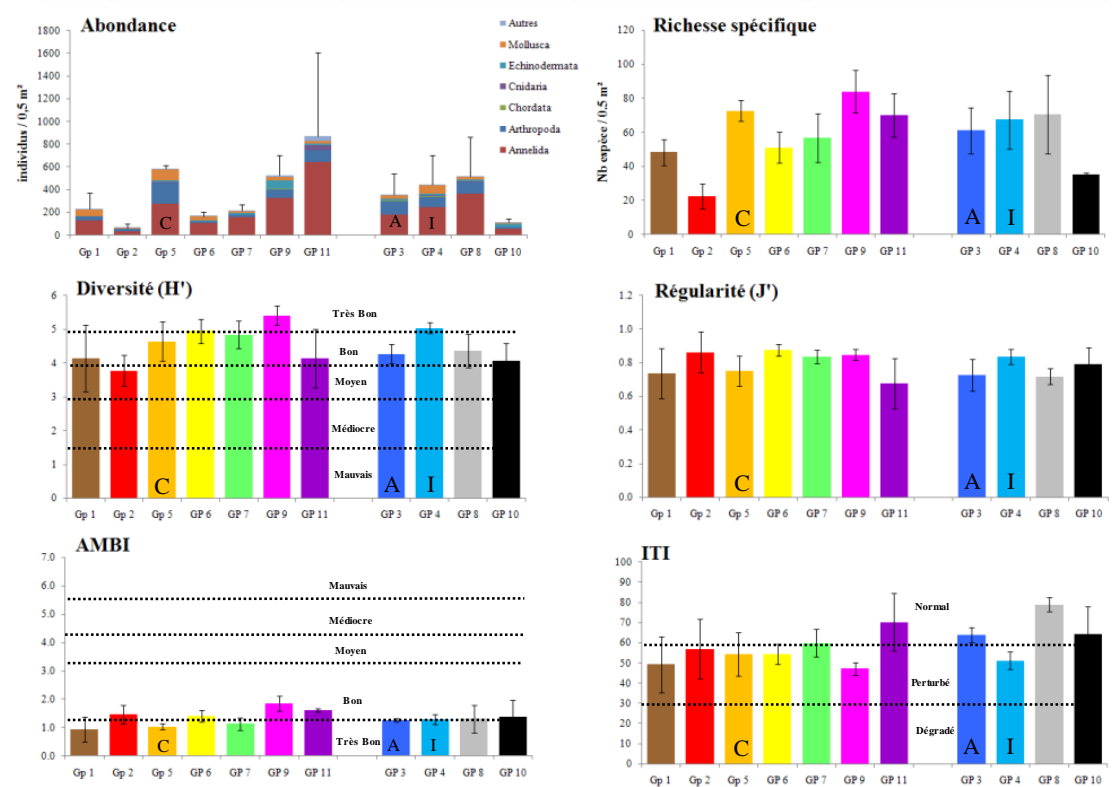 Abondance
individus / 0,5 m²
1800
1600
1400
1200
1000
800
600
400
200
0
Autres
Mollusca
Echinodermata
Cnidaria
Chordata
Arthropoda
Annelida
C
A
I
Gp 1 Gp 2 Gp 5 GP 6 GP 7 GP 9 GP 11 GP 3 GP 4 GP 8 GP 10
Richesse spécifique
Nb espèce / 0.5 m²
120
100
80
60
40
20
0
C
A
I
Gp 1 Gp 2 Gp 5 GP 6 GP 7 GP 9 GP 11 GP 3 GP 4 GP 8 GP 10
Diversité (H')
6
5
4
3
2
1
0
Très Bon
Bon
Moyen
Médiocre
Mauvais
C
A
I
Gp 1 Gp 2 Gp 5 GP 6 GP 7 GP 9 GP 11 GP 3 GP 4 GP 8 GP 10
Régularité (J')
1.2
1.0
0.8
0.6
0.4
0.2
0.0
C
A
I
Gp 1 Gp 2 Gp 5 GP 6 GP 7 GP 9 GP 11 GP 3 GP 4 GP 8 GP 10
AMBI
7.0
6.0
5.0
4.0
3.0
2.0
1.0
0.0
Mauvais
Médiocre
Moyen
Bon
Très Bon
C
A
I
Gp 1 Gp 2 Gp 5 GP 6 GP 7 GP 9 GP 11 GP 3 GP 4 GP 8 GP 10
ITI
100
90
80
70
60
50
40
30
20
10
0
Normal
Perturbé
Dégradé
C
A
I
Gp 1 Gp 2 Gp 5 GP 6 GP 7 GP 9 GP 11 GP 3 GP 4 GP 8 GP 10